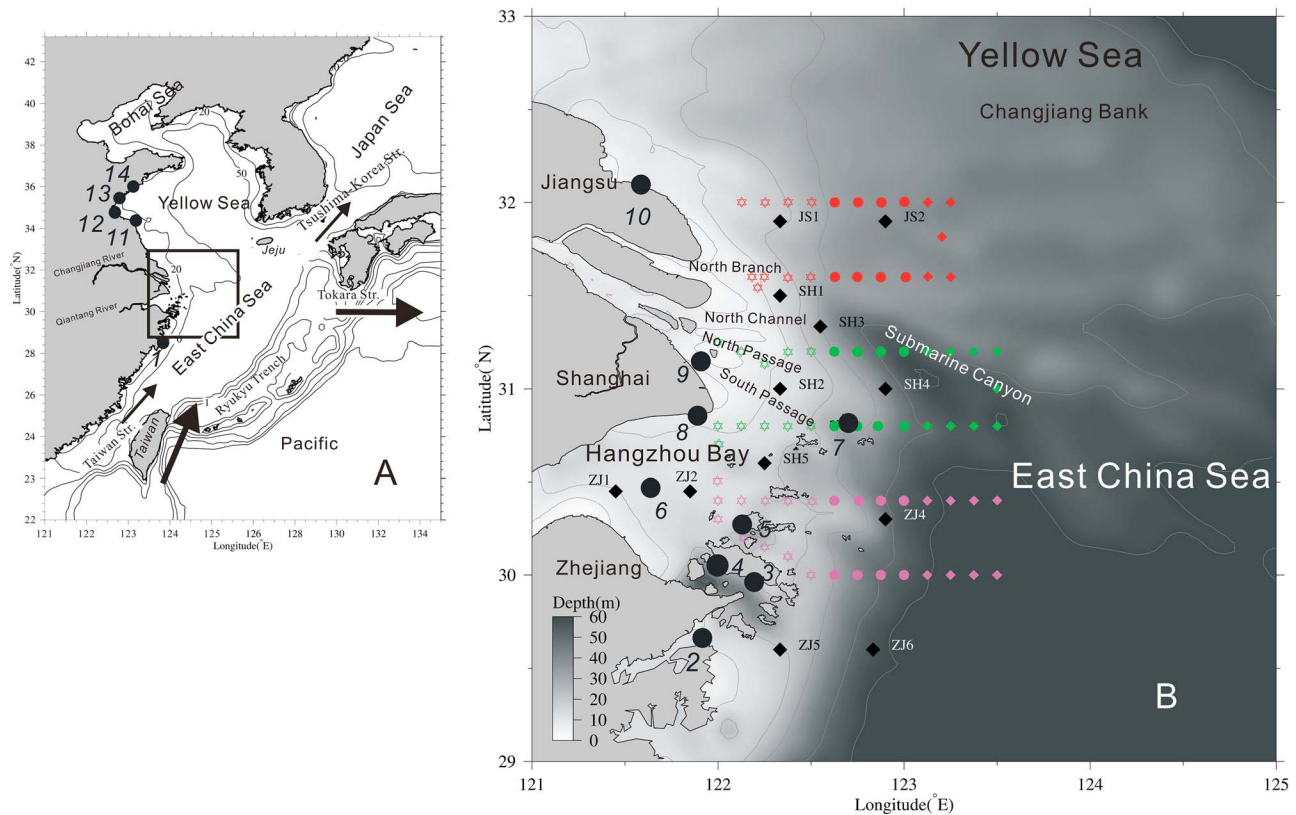 42
40
38
36
34
32
30
28
26
24
23
22
Latitude(°N)
121
122
123
124
126
128
130
132
134
Longitude(°E)
Bohai Sea
Japan Sea
Yellow Sea
Tsushima-Korea Str.
Jeju
20
50
20
14
13
12
11
1
Changjiang River
Qiantang River
Tokara Str.
East China Sea
Ryukyu Trench
Taiwan Str.
Taiwan
Pacific
A
33
32
31
30
29
Latitude(°N)
121
122
123
124
125
Longitude(°E)
Yellow Sea
Changjiang Bank
Jiangsu
10
JS1
JS2
North Branch
SH1
North Channel
SH3
North Passage
Submarine Canyon
Shanghai
9
South Passage
SH2
SH4
8
7
Hangzhou Bay
SH5
East China Sea
ZJ1
ZJ2
6
ZJ4
5
Zhejiang
4
3
2
ZJ5
ZJ6
Depth(m)
60
50
40
30
20
10
0
B